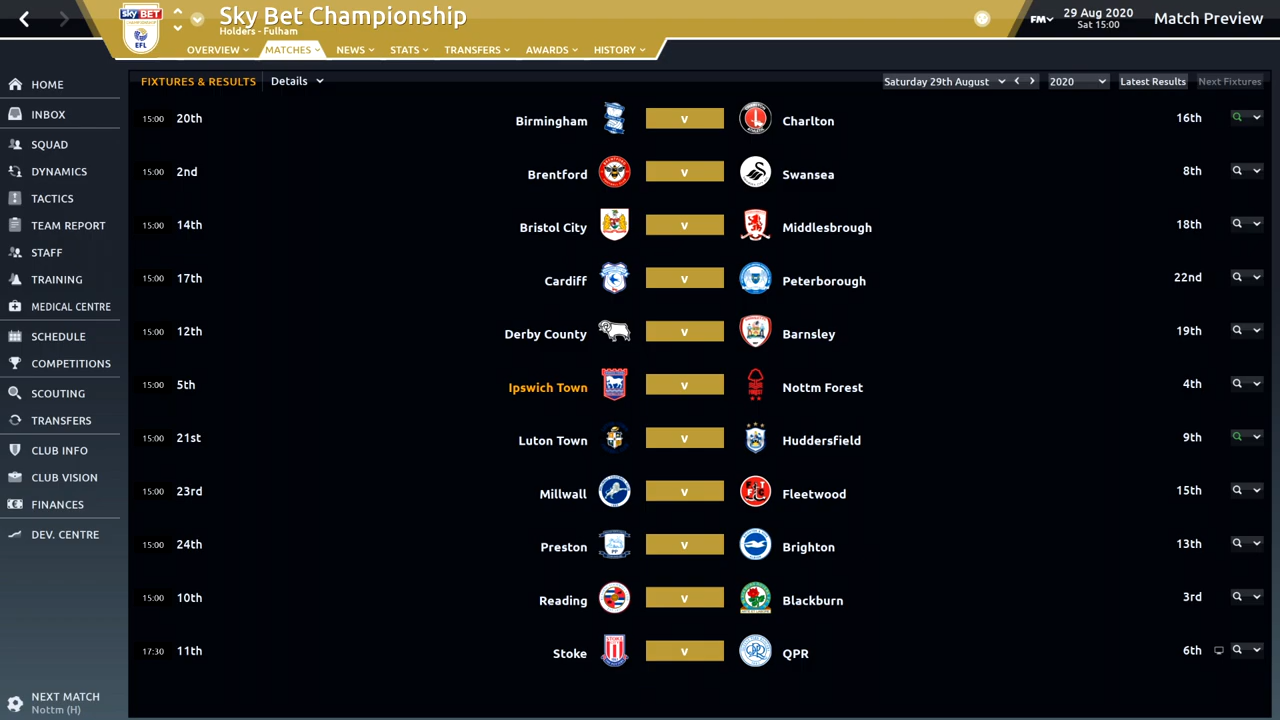 Sky Bet Championship
Holders - Fulham
sky BET
EFL
FM
29 Aug 2020
Sat 15:00
Match Preview
OVERVIEW
MATCHES
NEWS
STATS
TRANSFERS
AWARDS
HISTORY
FIXTURES & RESULTS
Details
Saturday 29th August
2020
Latest Results
Next Fixtures
HOME
INBOX
SQUAD
DYNAMICS
TACTICS
TEAM REPORT
STAFF
TRAINING
MEDICAL CENTRE
SCHEDULE
COMPETITIONS
SCOUTING
TRANSFERS
CLUB INFO
CLUB VISION
FINANCES
DEV. CENTRE
NEXT MATCH
Nottm (H)
15:00 20th Birmingham v Charlton 16th
15:00 2nd Brentford v Swansea 8th
15:00 14th Bristol City v Middlesbrough 18th
15:00 17th Cardiff v Peterborough 22nd
15:00 12th Derby County v Barnsley 19th
15:00 5th Ipswich Town v Nottm Forest 4th
15:00 21st Luton Town v Huddersfield 9th
15:00 23rd Millwall v Fleetwood 15th
15:00 24th Preston v Brighton 13th
15:00 10th Reading v Blackburn 3rd
17:30 11th Stoke v QPR 6th